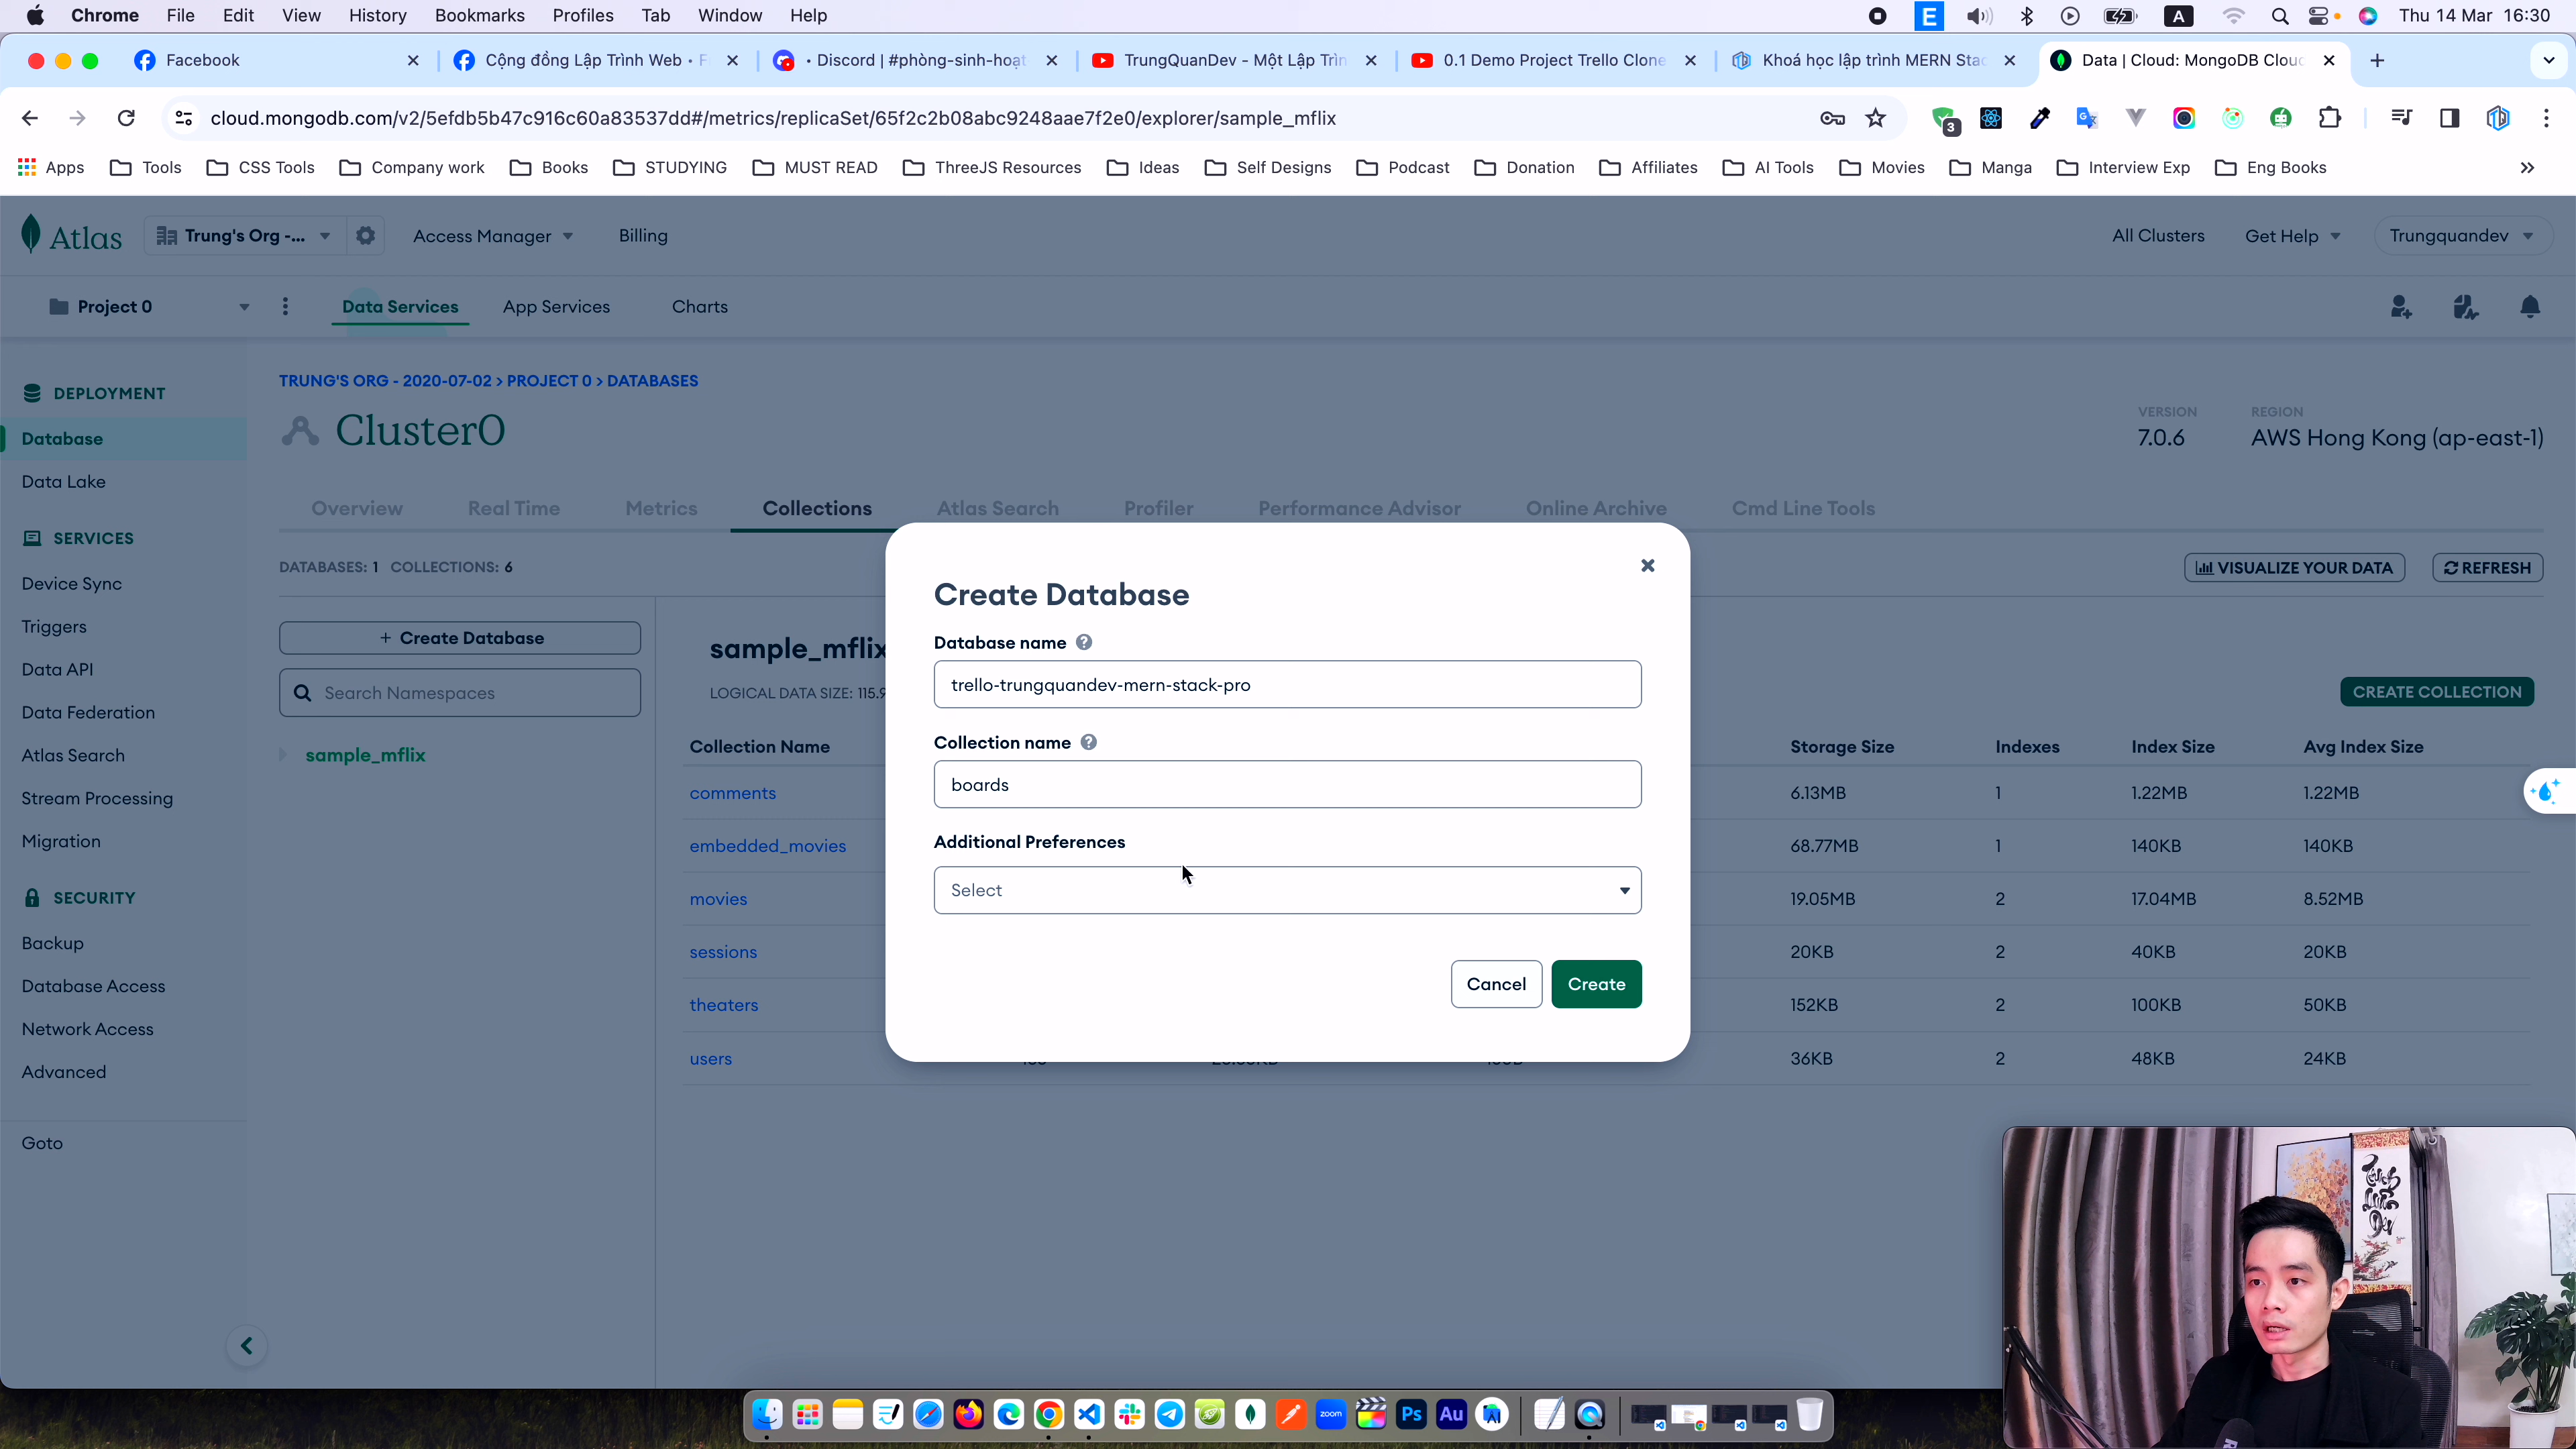 Chrome File Edit View History Bookmarks Profiles Tab Window Help
E A Thu 14 Mar 16:30
Facebook
Cộng đồng Lập Trình Web • F
• Discord | #phòng-sinh-hoạt
TrungQuanDev - Một Lập Trìn
0.1 Demo Project Trello Clone
Khoá học lập trình MERN Stac
Data | Cloud: MongoDB Clou
cloud.mongodb.com/v2/5efdb5b47c916c60a83537dd#/metrics/replicaSet/65f2c2b08abc9248aae7f2e0/explorer/sample_mflix
3
Apps Tools CSS Tools Company work Books STUDYING MUST READ ThreeJS Resources Ideas Self Designs Podcast Donation Affiliates AI Tools Movies Manga Interview Exp Eng Books
Atlas Trung's Org -... Access Manager Billing All Clusters Get Help Trungquandev
Project 0 Data Services App Services Charts
DEPLOYMENT
Database
Data Lake
SERVICES
Device Sync
Triggers
Data API
Data Federation
Atlas Search
Stream Processing
Migration
SECURITY
Backup
Database Access
Network Access
Advanced
Goto
TRUNG'S ORG - 2020-07-02 > PROJECT 0 > DATABASES
Cluster0
VERSION
7.0.6
REGION
AWS Hong Kong (ap-east-1)
Overview Real Time Metrics Collections Atlas Search Profiler Performance Advisor Online Archive Cmd Line Tools
DATABASES: 1 COLLECTIONS: 6
VISUALIZE YOUR DATA REFRESH
+ Create Database
Search Namespaces
sample_mflix
sample_mflix
LOGICAL DATA SIZE: 115.9
CREATE COLLECTION
Collection Name Storage Size Indexes Index Size Avg Index Size
comments 6.13MB 1 1.22MB 1.22MB
embedded_movies 68.77MB 1 140KB 140KB
movies 19.05MB 2 17.04MB 8.52MB
sessions 20KB 2 40KB 20KB
theaters 152KB 2 100KB 50KB
users 36KB 2 48KB 24KB
Create Database
Database name
trello-trungquandev-mern-stack-pro
Collection name
boards
Additional Preferences
Select
Cancel Create
zoom Ps Au